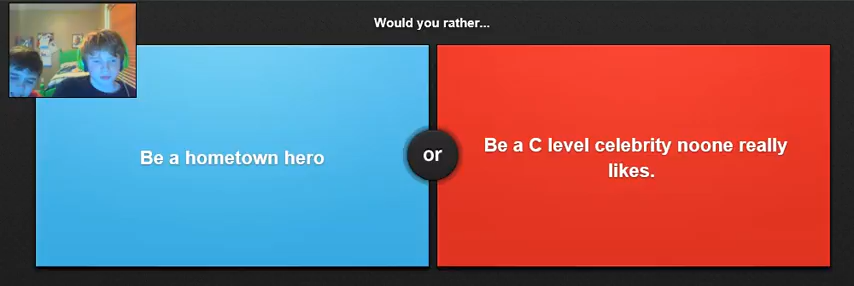 Would you rather...
Be a hometown hero
or
Be a C level celebrity noone really
likes.